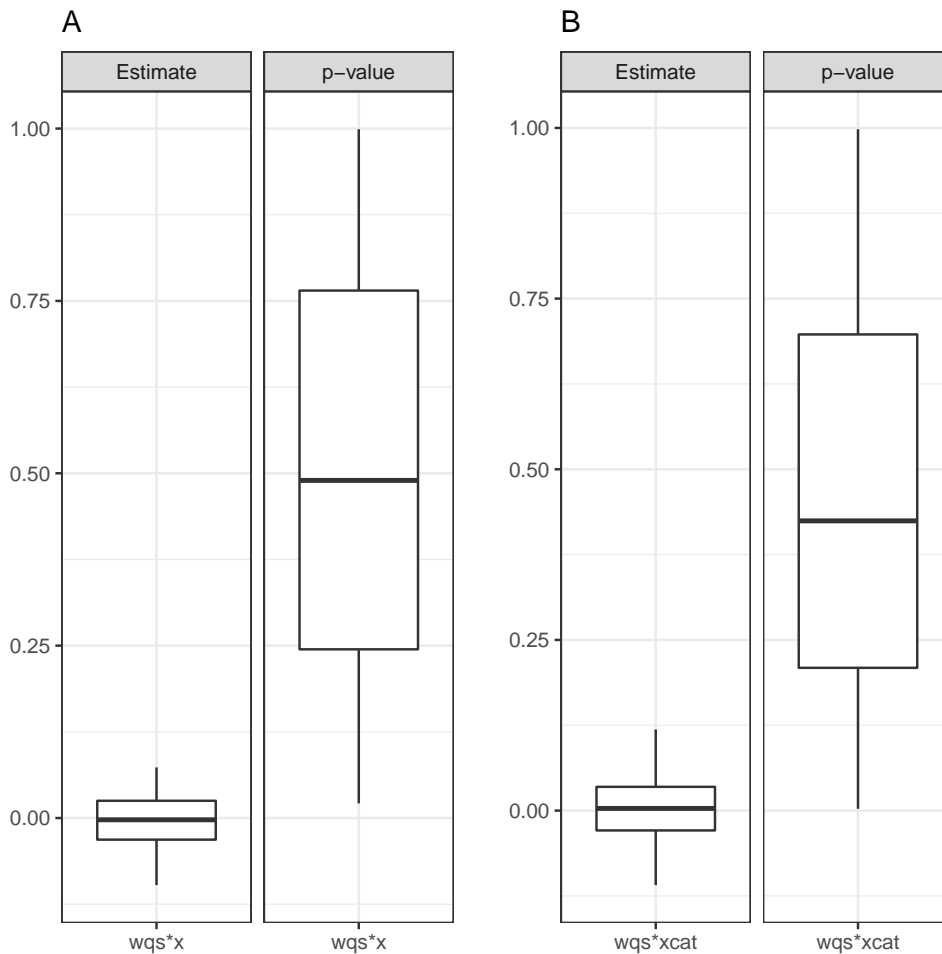 A
Estimate
p−value
1.00
0.75
0.50
0.25
0.00
wqs*x
wqs*x
B
Estimate
p−value
1.00
0.75
0.50
0.25
0.00
wqs*xcat
wqs*xcat